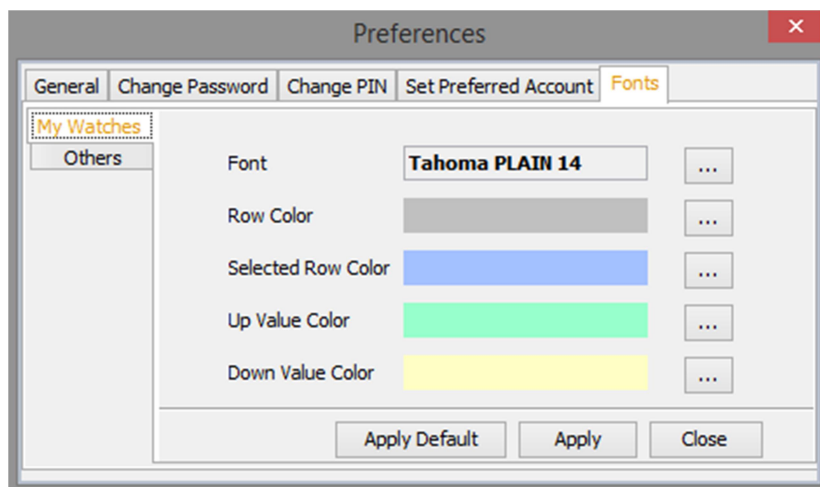 Preferences
General Change Password Change PIN Set Preferred Account Fonts
My Watches
Others
Font Tahoma PLAIN 14 ...
Row Color ...
Selected Row Color ...
Up Value Color ...
Down Value Color ...
Apply Default Apply Close